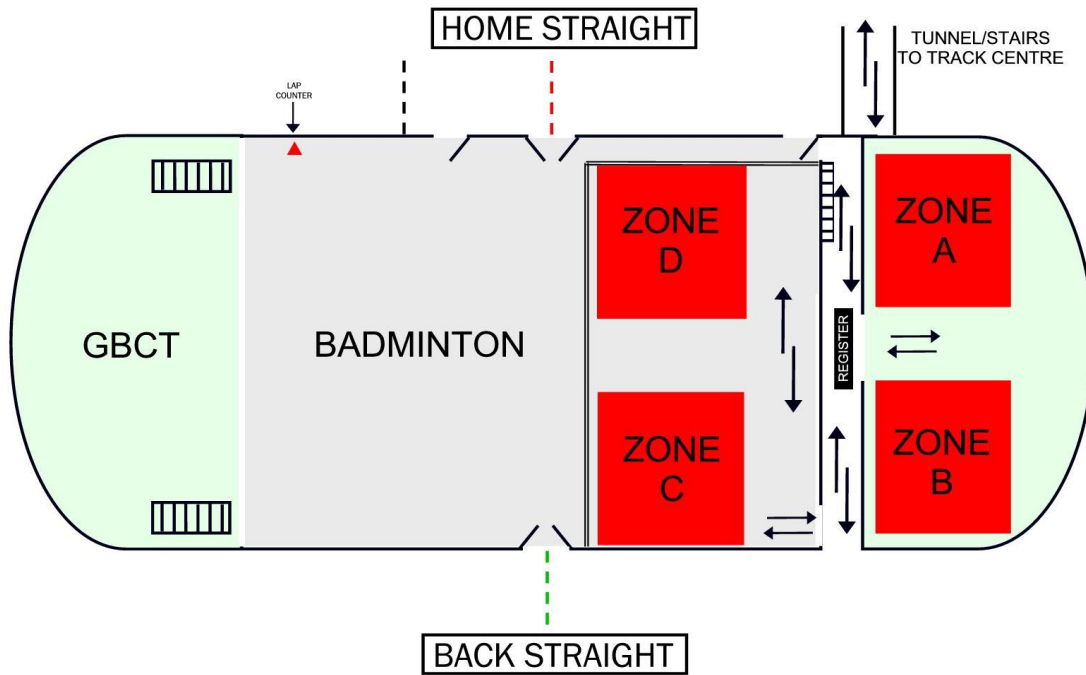 HOME STRAIGHT
TUNNEL/STAIRS
TO TRACK CENTRE
LAP
COUNTER
ZONE
D
ZONE
A
GBCT
BADMINTON
REGISTER
ZONE
C
ZONE
B
BACK STRAIGHT